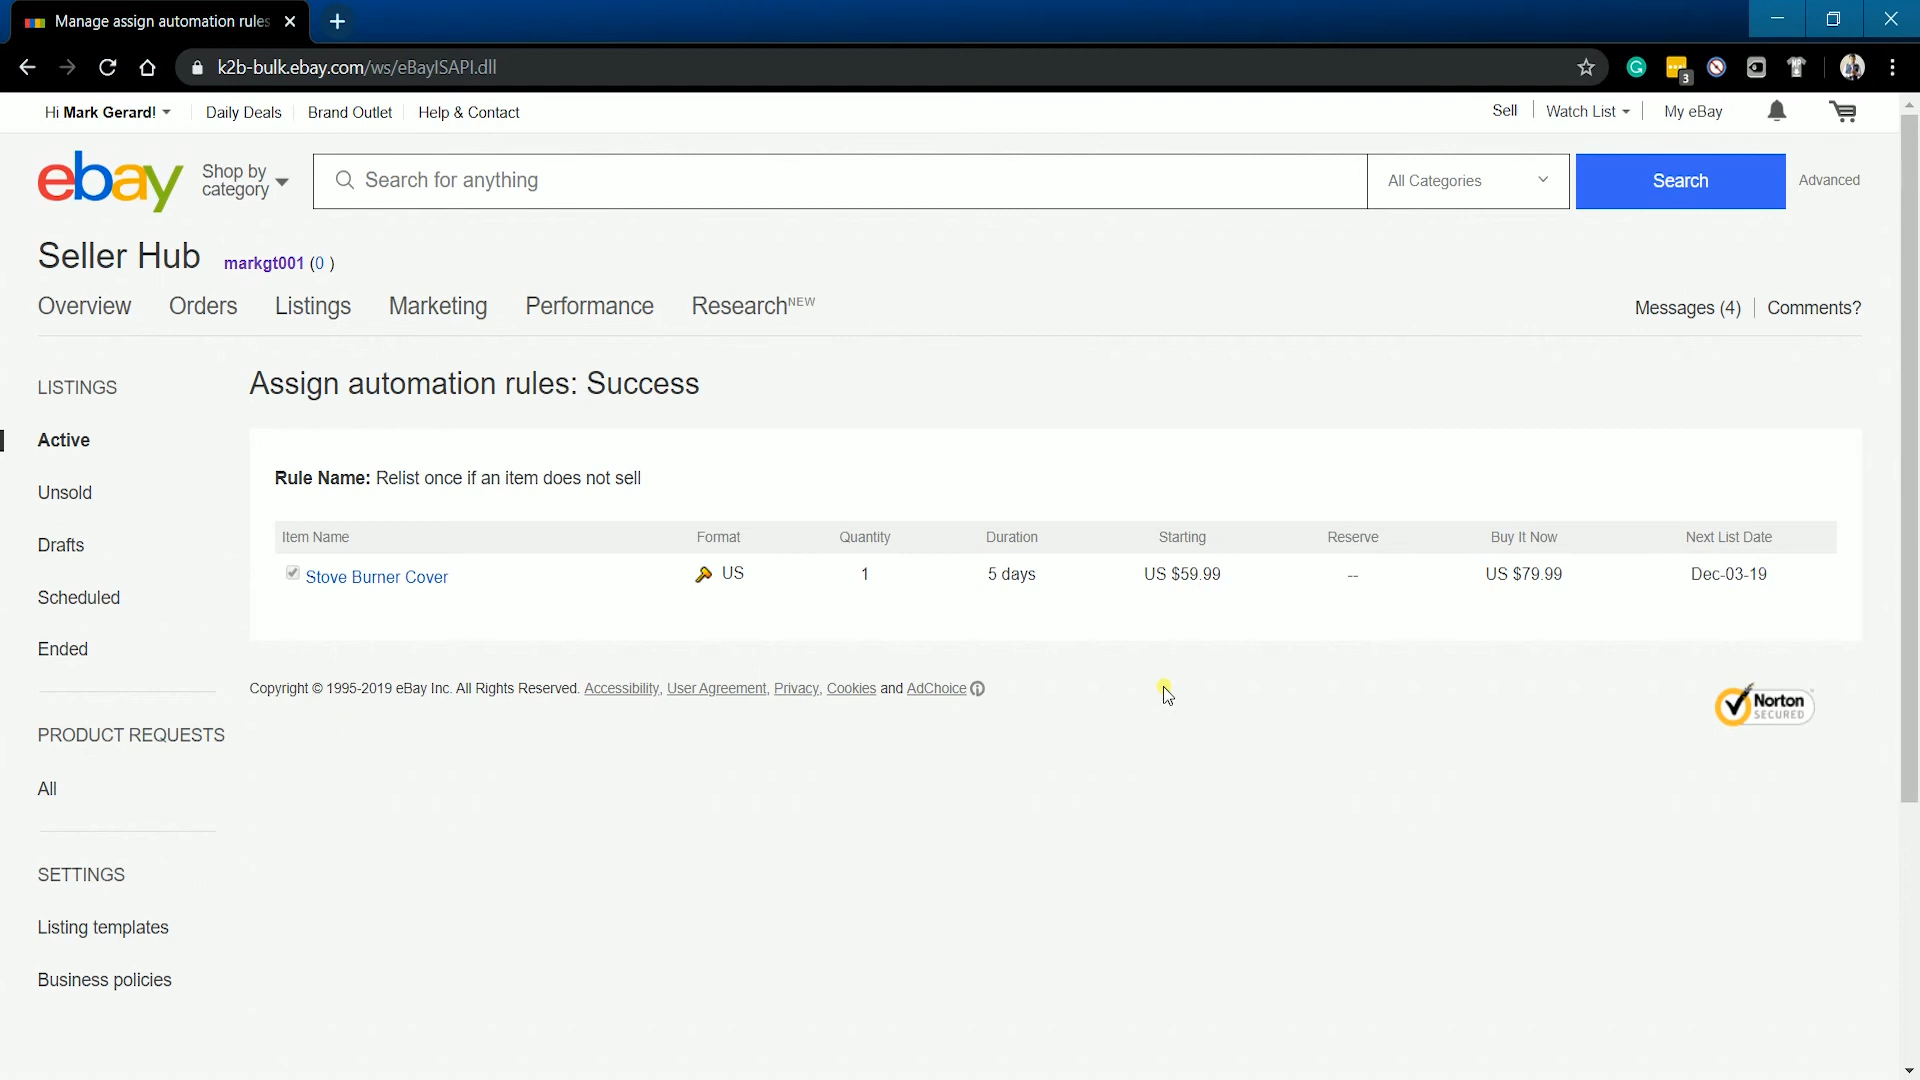 Manage assign automation rules
k2b-bulk.ebay.com/ws/eBayISAPI.dll
3
Hi Mark Gerard!
Daily Deals
Brand Outlet
Help & Contact
Sell
Watch List
My eBay
ebay
Shop by
category
Search for anything
All Categories
Search
Advanced
Seller Hub
markgt001 (0 )
Overview
Orders
Listings
Marketing
Performance
Research NEW
Messages (4)
Comments?
LISTINGS
Active
Unsold
Drafts
Scheduled
Ended
PRODUCT REQUESTS
All
SETTINGS
Listing templates
Business policies
Assign automation rules: Success
Rule Name: Relist once if an item does not sell
Item Name Format Quantity Duration Starting Reserve Buy It Now Next List Date
Stove Burner Cover US 1 5 days US $59.99 -- US $79.99 Dec-03-19
Copyright © 1995-2019 eBay Inc. All Rights Reserved. Accessibility, User Agreement, Privacy, Cookies and AdChoice
Norton
SECURED